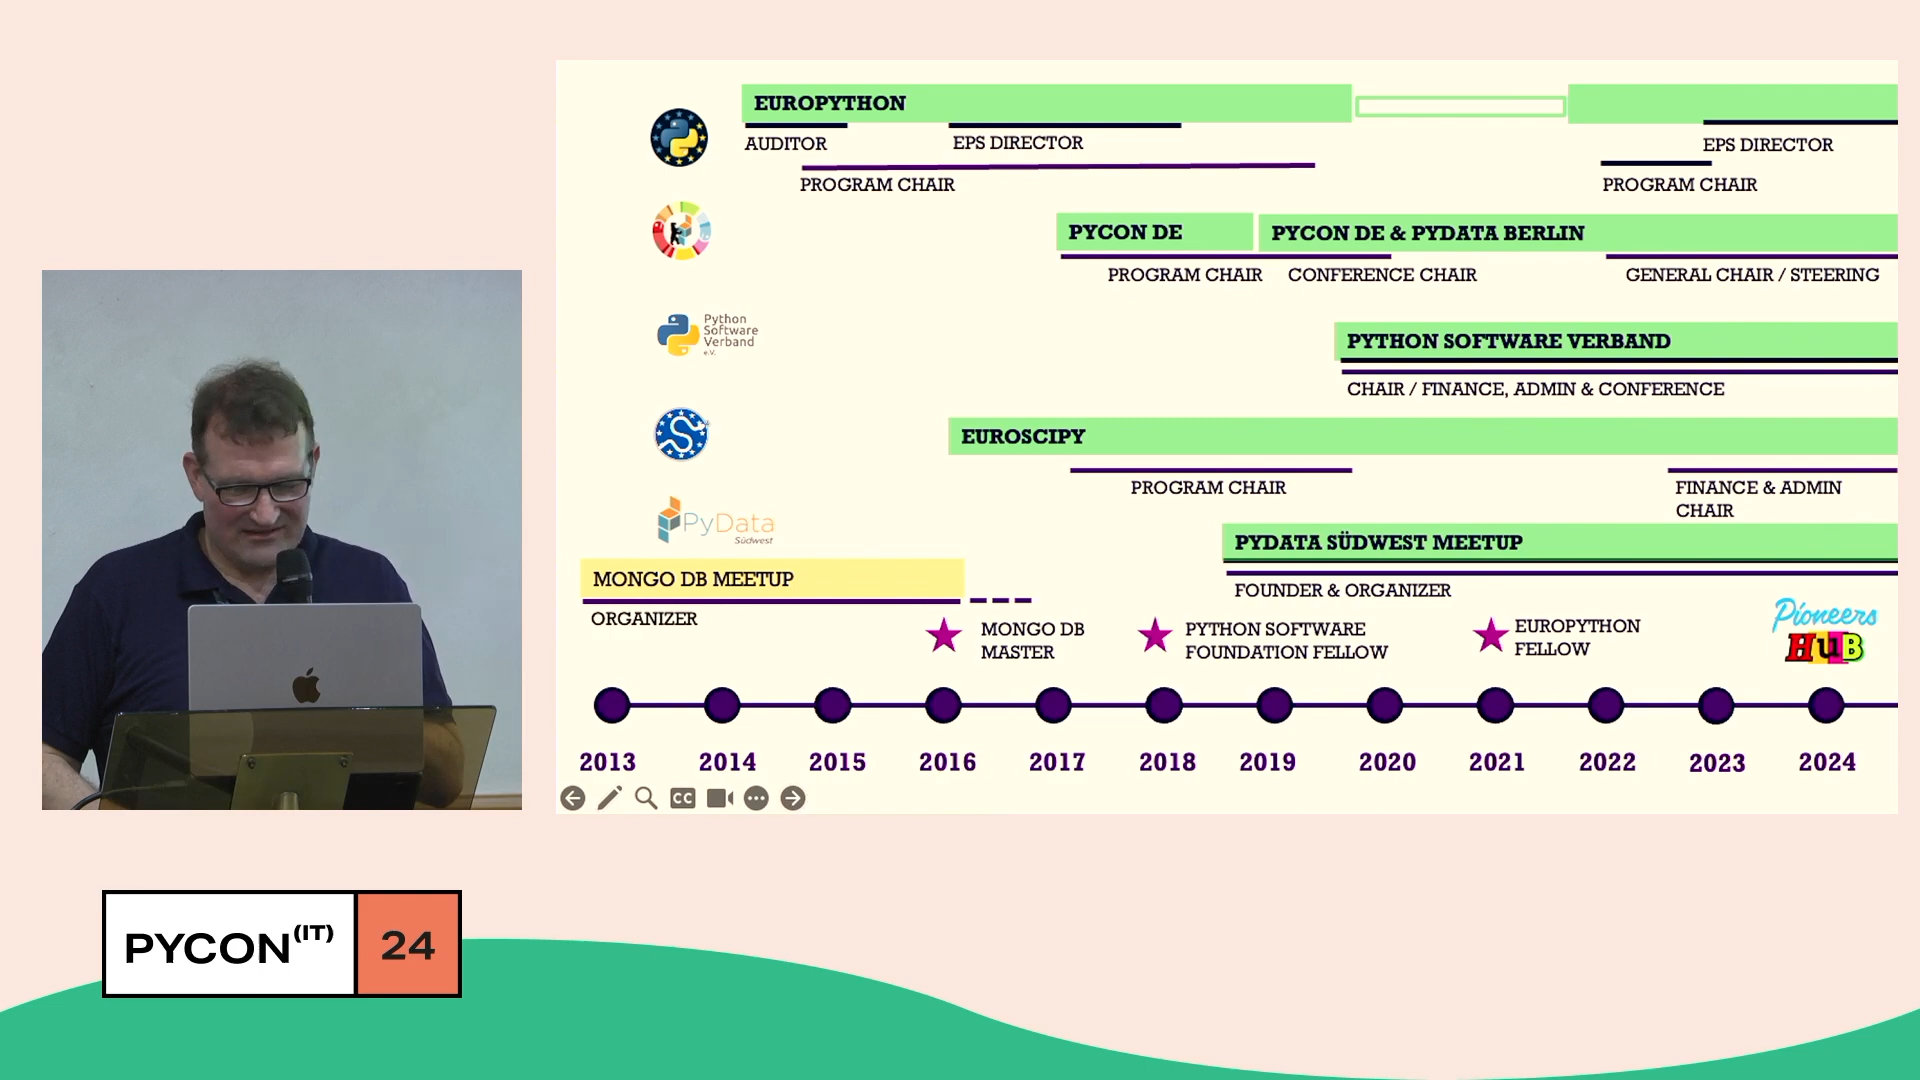 EUROPYTHON
AUDITOR
EPS DIRECTOR
EPS DIRECTOR
PROGRAM CHAIR
PROGRAM CHAIR
PYCON DE
PYCON DE & PYDATA BERLIN
PROGRAM CHAIR
CONFERENCE CHAIR
GENERAL CHAIR / STEERING
Python
Software
Verband
e.V.
PYTHON SOFTWARE VERBAND
CHAIR / FINANCE, ADMIN & CONFERENCE
EUROSCIPY
PROGRAM CHAIR
FINANCE & ADMIN
CHAIR
PyData
Südwest
PYDATA SÜDWEST MEETUP
FOUNDER & ORGANIZER
MONGO DB MEETUP
ORGANIZER
MONGO DB
MASTER
PYTHON SOFTWARE
FOUNDATION FELLOW
EUROPYTHON
FELLOW
Pioneers
HuB
2013 2014 2015 2016 2017 2018 2019 2020 2021 2022 2023 2024
CC
PYCON(IT) 24